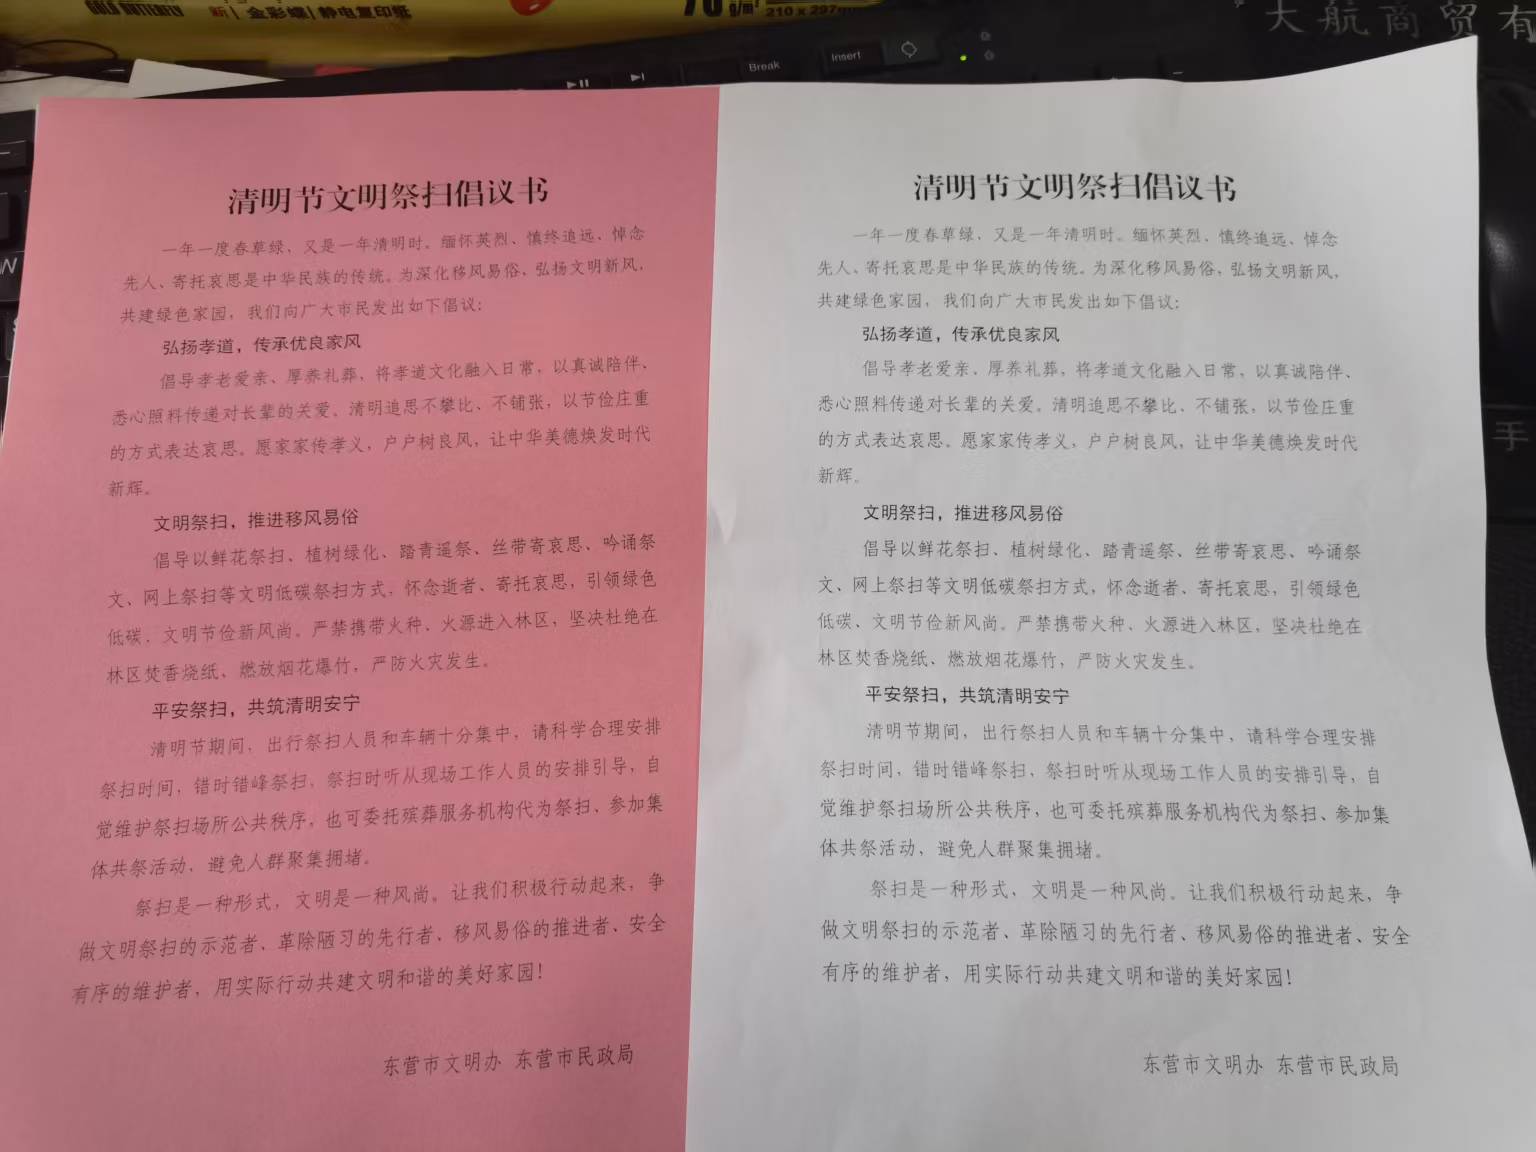 GOLD BUTTERFLY
新 金彩蝶 静电复印纸
70 g/m²
210 x 297
大航商贸有
Break
Insert
手
清明节文明祭扫倡议书
一年一度春草绿，又是一年清明时。缅怀英烈、慎终追远、悼念
先人、寄托哀思是中华民族的传统。为深化移风易俗，弘扬文明新风，
共建绿色家园，我们向广大市民发出如下倡议：
弘扬孝道，传承优良家风
倡导孝老爱亲、厚养礼葬，将孝道文化融入日常，以真诚陪伴、
悉心照料传递对长辈的关爱。清明追思不攀比、不铺张，以节俭庄重
的方式表达哀思。愿家家传孝义，户户树良风，让中华美德焕发时代
新辉。
文明祭扫，推进移风易俗
倡导以鲜花祭扫、植树绿化、踏青遥祭、丝带寄哀思、吟诵祭
文、网上祭扫等文明低碳祭扫方式，怀念逝者、寄托哀思，引领绿色
低碳、文明节俭新风尚。严禁携带火种、火源进入林区，坚决杜绝在
林区焚香烧纸、燃放烟花爆竹，严防火灾发生。
平安祭扫，共筑清明安宁
清明节期间，出行祭扫人员和车辆十分集中，请科学合理安排
祭扫时间，错时错峰祭扫，祭扫时听从现场工作人员的安排引导，自
觉维护祭扫场所公共秩序，也可委托殡葬服务机构代为祭扫、参加集
体共祭活动，避免人群聚集拥堵。
祭扫是一种形式，文明是一种风尚。让我们积极行动起来，争
做文明祭扫的示范者、革除陋习的先行者、移风易俗的推进者、安全
有序的维护者，用实际行动共建文明和谐的美好家园！
东营市文明办 东营市民政局
清明节文明祭扫倡议书
一年一度春草绿，又是一年清明时。缅怀英烈、慎终追远、悼念
先人、寄托哀思是中华民族的传统。为深化移风易俗，弘扬文明新风，
共建绿色家园，我们向广大市民发出如下倡议：
弘扬孝道，传承优良家风
倡导孝老爱亲、厚养礼葬，将孝道文化融入日常，以真诚陪伴、
悉心照料传递对长辈的关爱。清明追思不攀比、不铺张，以节俭庄重
的方式表达哀思。愿家家传孝义，户户树良风，让中华美德焕发时代
新辉。
文明祭扫，推进移风易俗
倡导以鲜花祭扫、植树绿化、踏青遥祭、丝带寄哀思、吟诵祭
文、网上祭扫等文明低碳祭扫方式，怀念逝者、寄托哀思，引领绿色
低碳、文明节俭新风尚。严禁携带火种、火源进入林区，坚决杜绝在
林区焚香烧纸、燃放烟花爆竹，严防火灾发生。
平安祭扫，共筑清明安宁
清明节期间，出行祭扫人员和车辆十分集中，请科学合理安排
祭扫时间，错时错峰祭扫，祭扫时听从现场工作人员的安排引导，自
觉维护祭扫场所公共秩序，也可委托殡葬服务机构代为祭扫、参加集
体共祭活动，避免人群聚集拥堵。
祭扫是一种形式，文明是一种风尚。让我们积极行动起来，争
做文明祭扫的示范者、革除陋习的先行者、移风易俗的推进者、安全
有序的维护者，用实际行动共建文明和谐的美好家园！
东营市文明办 东营市民政局